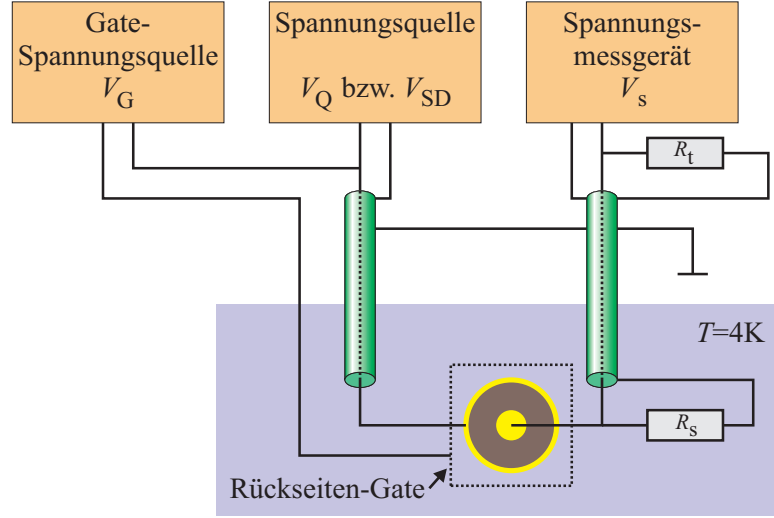 Gate-
Spannungsquelle
V_G
Spannungsquelle
V_Q bzw. V_SD
Spannungs-
messgerät
V_s
R_t
T=4K
R_s
Rückseiten-Gate